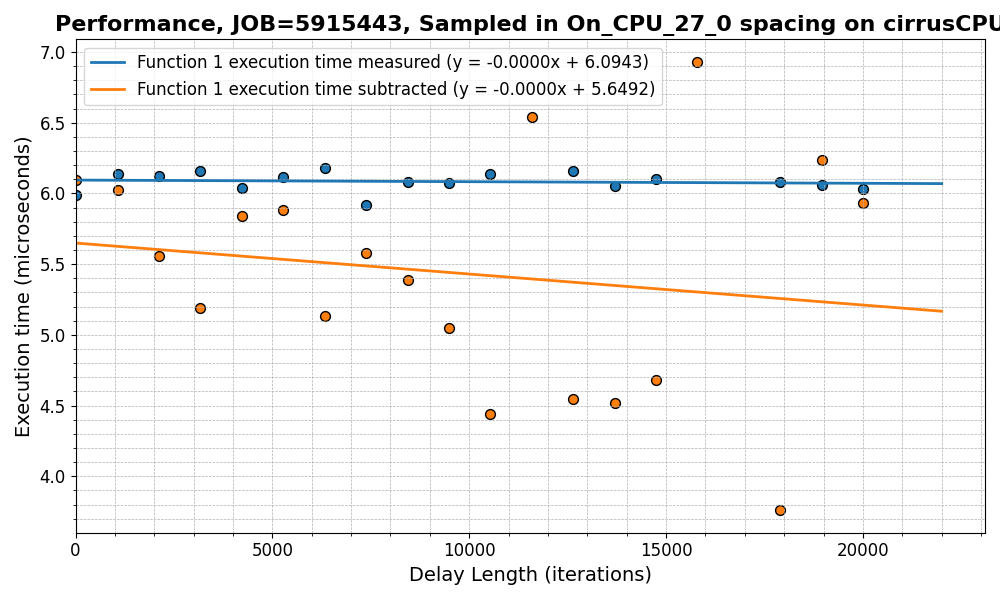 Performance, JOB=5915443, Sampled in On_CPU_27_0 spacing on cirrusCPU
Function 1 execution time measured (y = -0.0000x + 6.0943)
Function 1 execution time subtracted (y = -0.0000x + 5.6492)
Execution time (microseconds)
7.0
6.5
6.0
5.5
5.0
4.5
4.0
0 5000 10000 15000 20000
Delay Length (iterations)